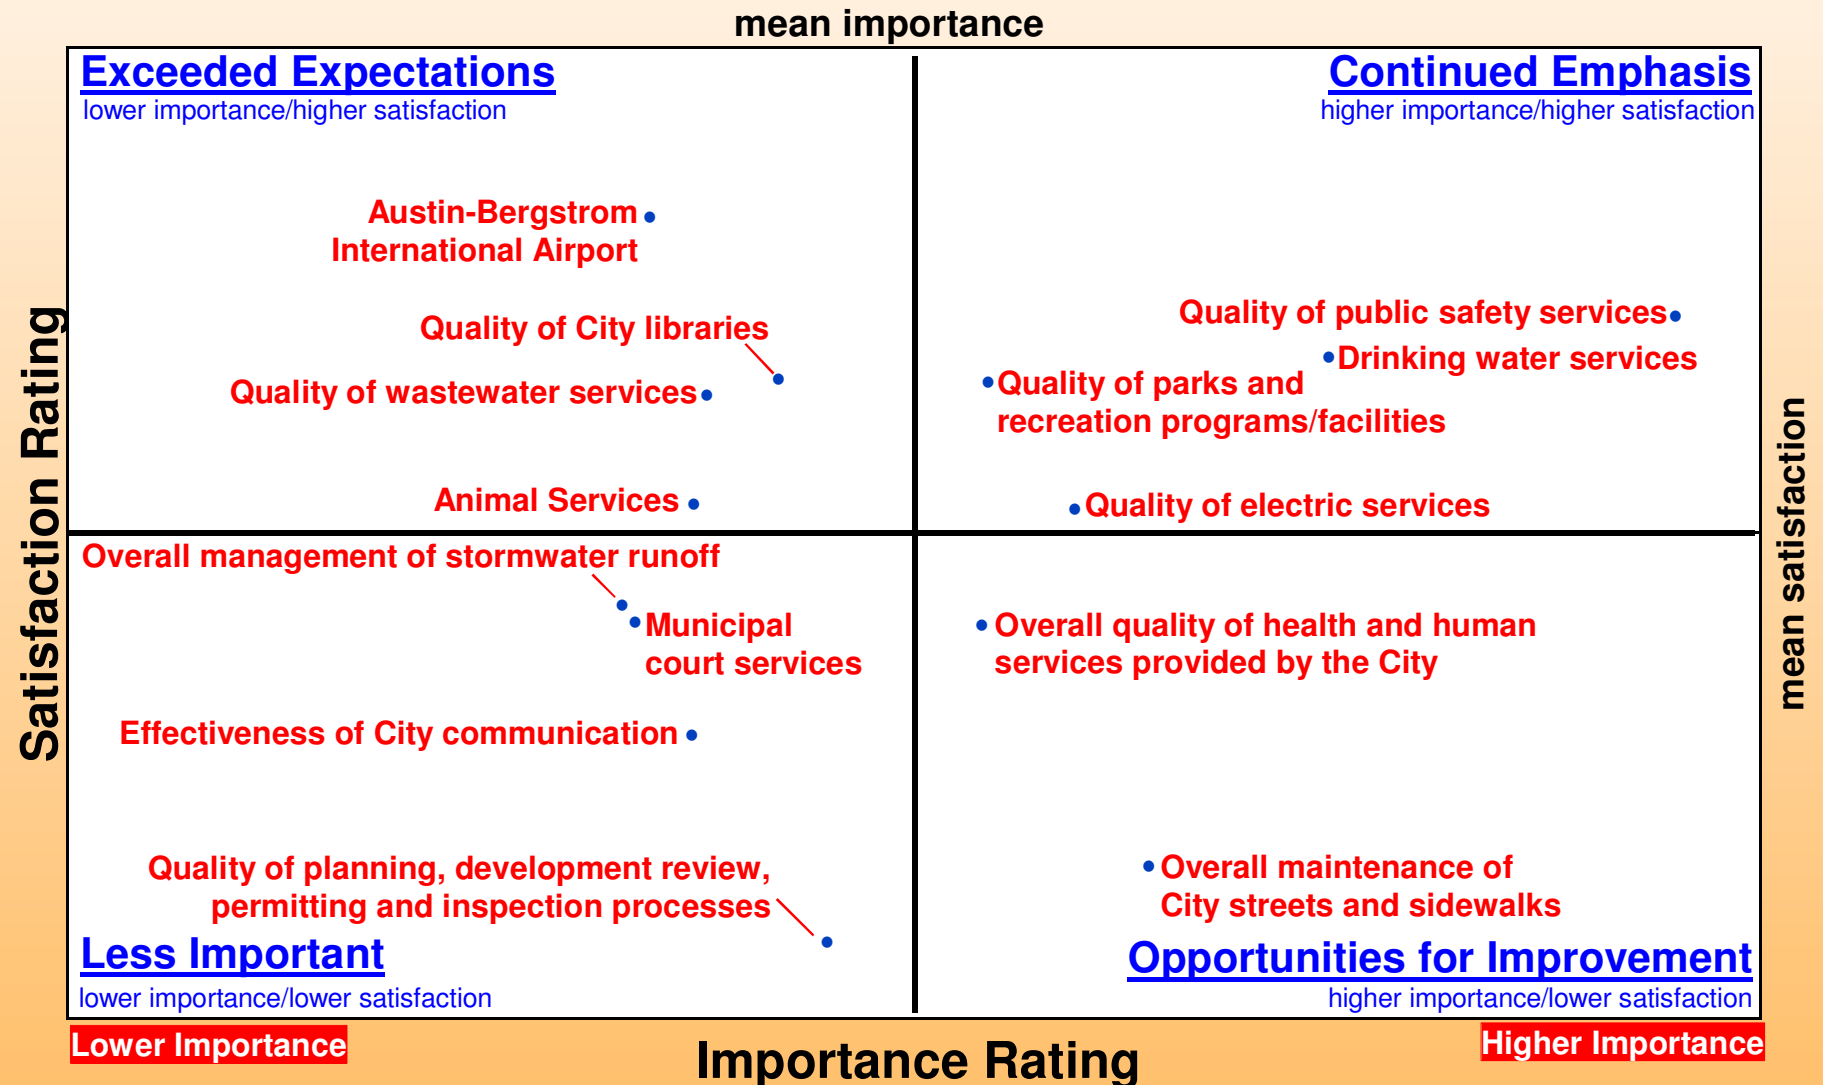 mean importance
Exceeded Expectations
lower importance/higher satisfaction
Continued Emphasis
higher importance/higher satisfaction
Austin-Bergstrom
International Airport
Quality of City libraries
Quality of wastewater services
Animal Services
Quality of public safety services
Drinking water services
Quality of parks and
recreation programs/facilities
Quality of electric services
Satisfaction Rating
mean satisfaction
Overall management of stormwater runoff
Municipal
court services
Effectiveness of City communication
Quality of planning, development review,
permitting and inspection processes
Less Important
lower importance/lower satisfaction
Overall quality of health and human
services provided by the City
Overall maintenance of
City streets and sidewalks
Opportunities for Improvement
higher importance/lower satisfaction
Lower Importance
Importance Rating
Higher Importance